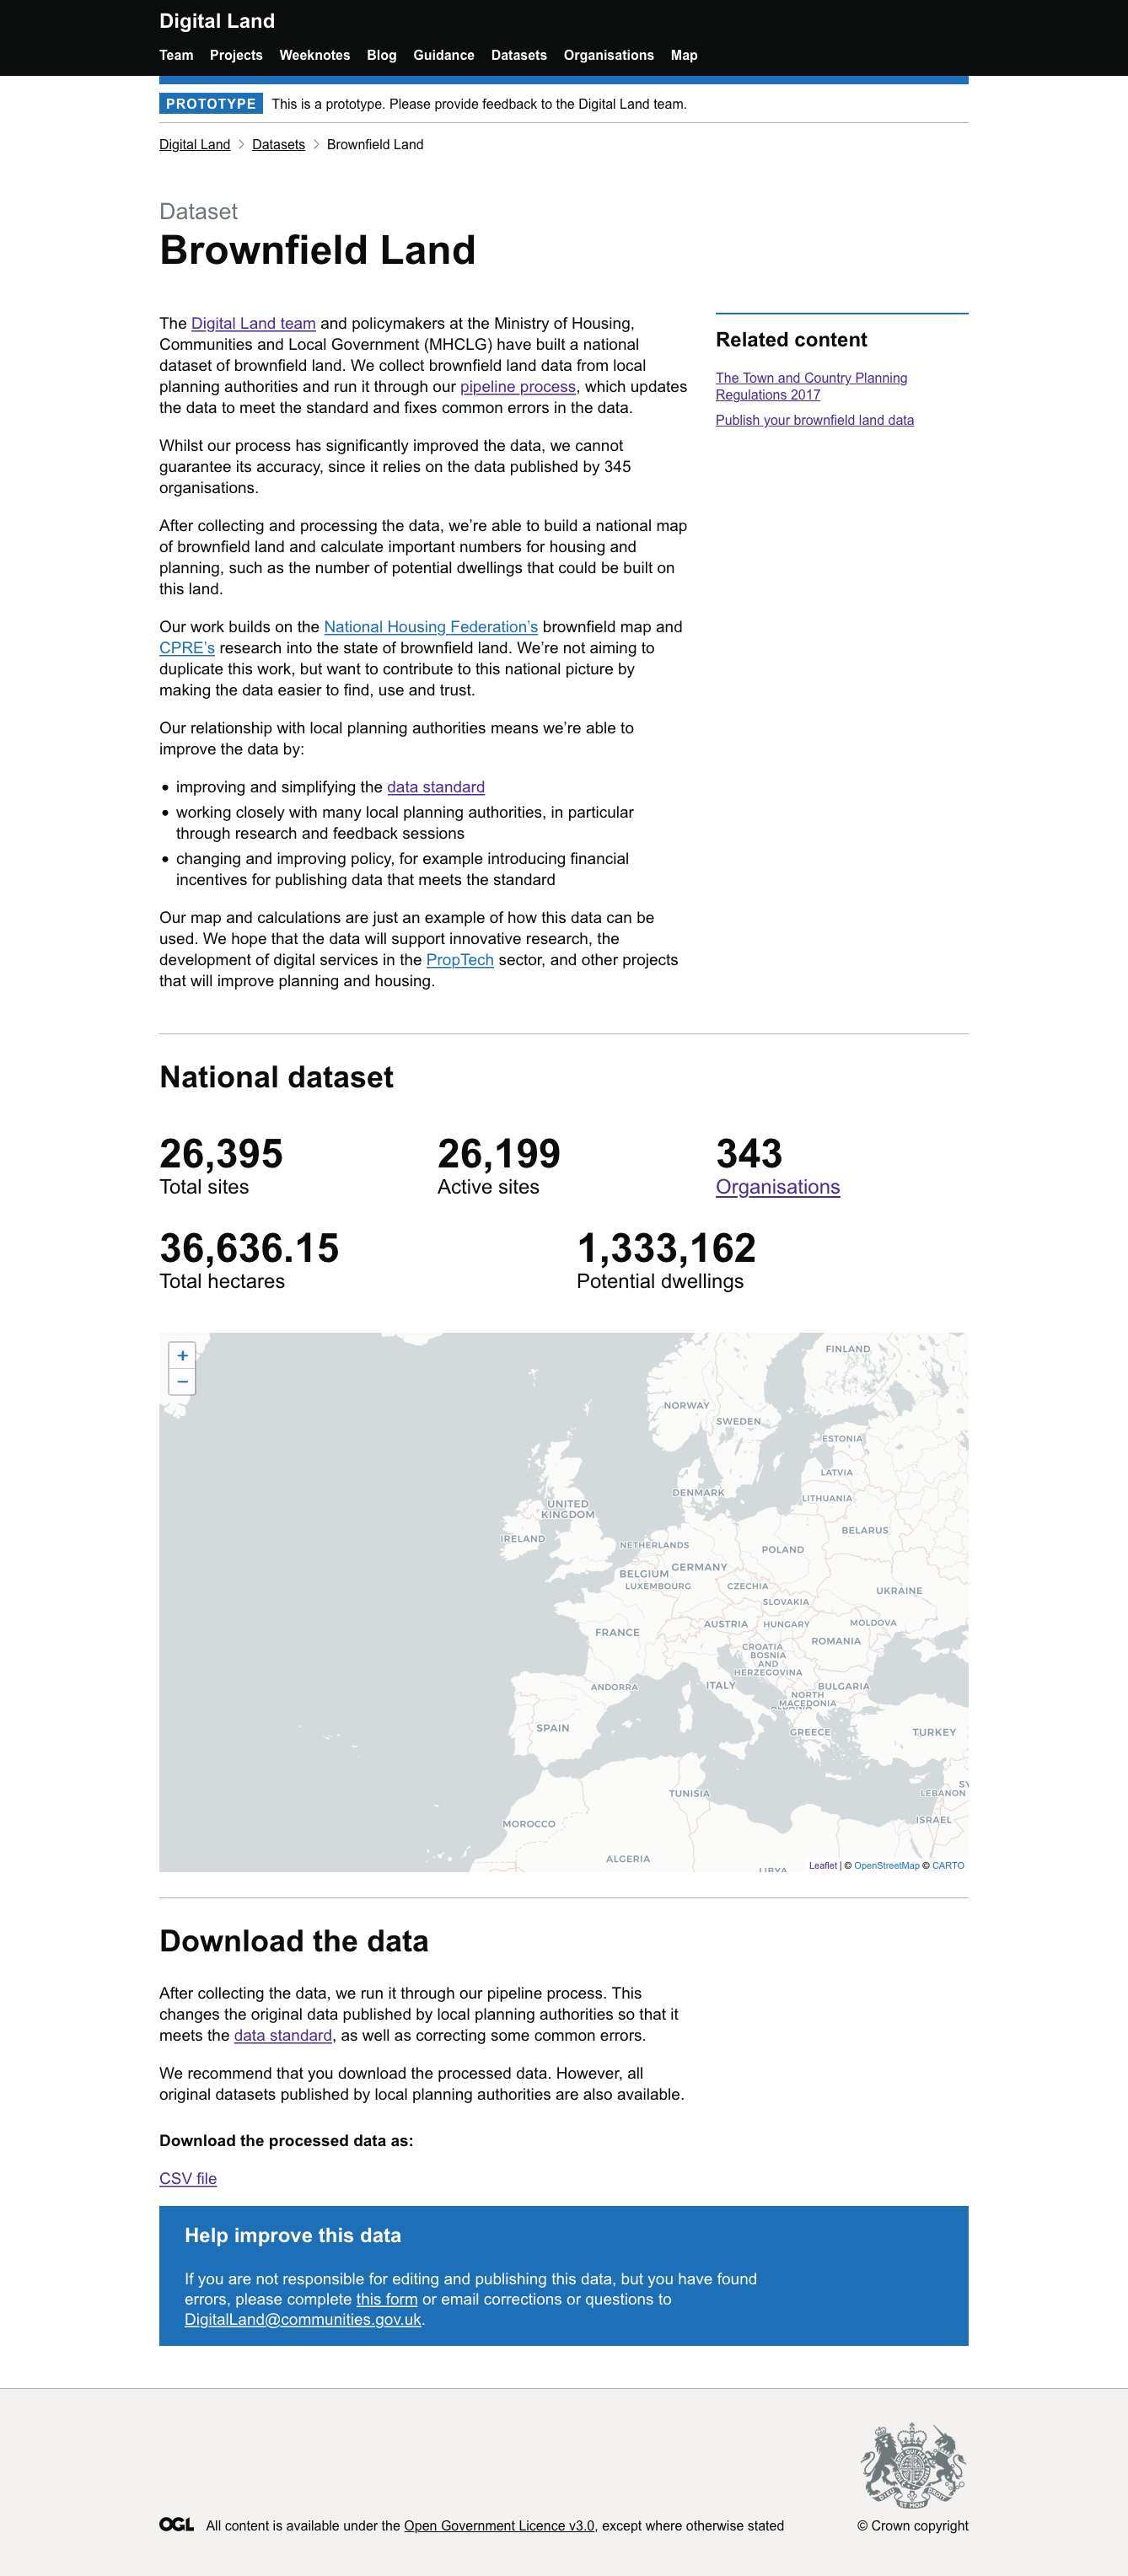 Digital Land
Team Projects Weeknotes Blog Guidance Datasets Organisations Map
PROTOTYPE This is a prototype. Please provide feedback to the Digital Land team.
Digital Land > Datasets > Brownfield Land
Dataset
Brownfield Land
The Digital Land team and policymakers at the Ministry of Housing,
Communities and Local Government (MHCLG) have built a national
dataset of brownfield land. We collect brownfield land data from local
planning authorities and run it through our pipeline process, which updates
the data to meet the standard and fixes common errors in the data.
Whilst our process has significantly improved the data, we cannot
guarantee its accuracy, since it relies on the data published by 345
organisations.
After collecting and processing the data, we’re able to build a national map
of brownfield land and calculate important numbers for housing and
planning, such as the number of potential dwellings that could be built on
this land.
Our work builds on the National Housing Federation’s brownfield map and
CPRE’s research into the state of brownfield land. We’re not aiming to
duplicate this work, but want to contribute to this national picture by
making the data easier to find, use and trust.
Our relationship with local planning authorities means we’re able to
improve the data by:
• improving and simplifying the data standard
• working closely with many local planning authorities, in particular
through research and feedback sessions
• changing and improving policy, for example introducing financial
incentives for publishing data that meets the standard
Our map and calculations are just an example of how this data can be
used. We hope that the data will support innovative research, the
development of digital services in the PropTech sector, and other projects
that will improve planning and housing.
Related content
The Town and Country Planning
Regulations 2017
Publish your brownfield land data
National dataset
26,395
Total sites
26,199
Active sites
343
Organisations
36,636.15
Total hectares
1,333,162
Potential dwellings
+
−
FINLAND
NORWAY
SWEDEN
ESTONIA
LATVIA
DENMARK
LITHUANIA
UNITED
KINGDOM
BELARUS
IRELAND
NETHERLANDS
POLAND
GERMANY
BELGIUM
LUXEMBOURG
CZECHIA
UKRAINE
SLOVAKIA
AUSTRIA
HUNGARY
MOLDOVA
FRANCE
ROMANIA
CROATIA
BOSNIA
AND
HERZEGOVINA
ANDORRA
ITALY
BULGARIA
NORTH
MACEDONIA
ALBANIA
SPAIN
GREECE
TURKEY
SY
LEBANON
TUNISIA
ISRAEL
MOROCCO
ALGERIA
LIBYA
Leaflet | © OpenStreetMap © CARTO
Download the data
After collecting the data, we run it through our pipeline process. This
changes the original data published by local planning authorities so that it
meets the data standard, as well as correcting some common errors.
We recommend that you download the processed data. However, all
original datasets published by local planning authorities are also available.
Download the processed data as:
CSV file
Help improve this data
If you are not responsible for editing and publishing this data, but you have found
errors, please complete this form or email corrections or questions to
DigitalLand@communities.gov.uk.
DIEU ET MON DROIT
OGL All content is available under the Open Government Licence v3.0, except where otherwise stated
© Crown copyright